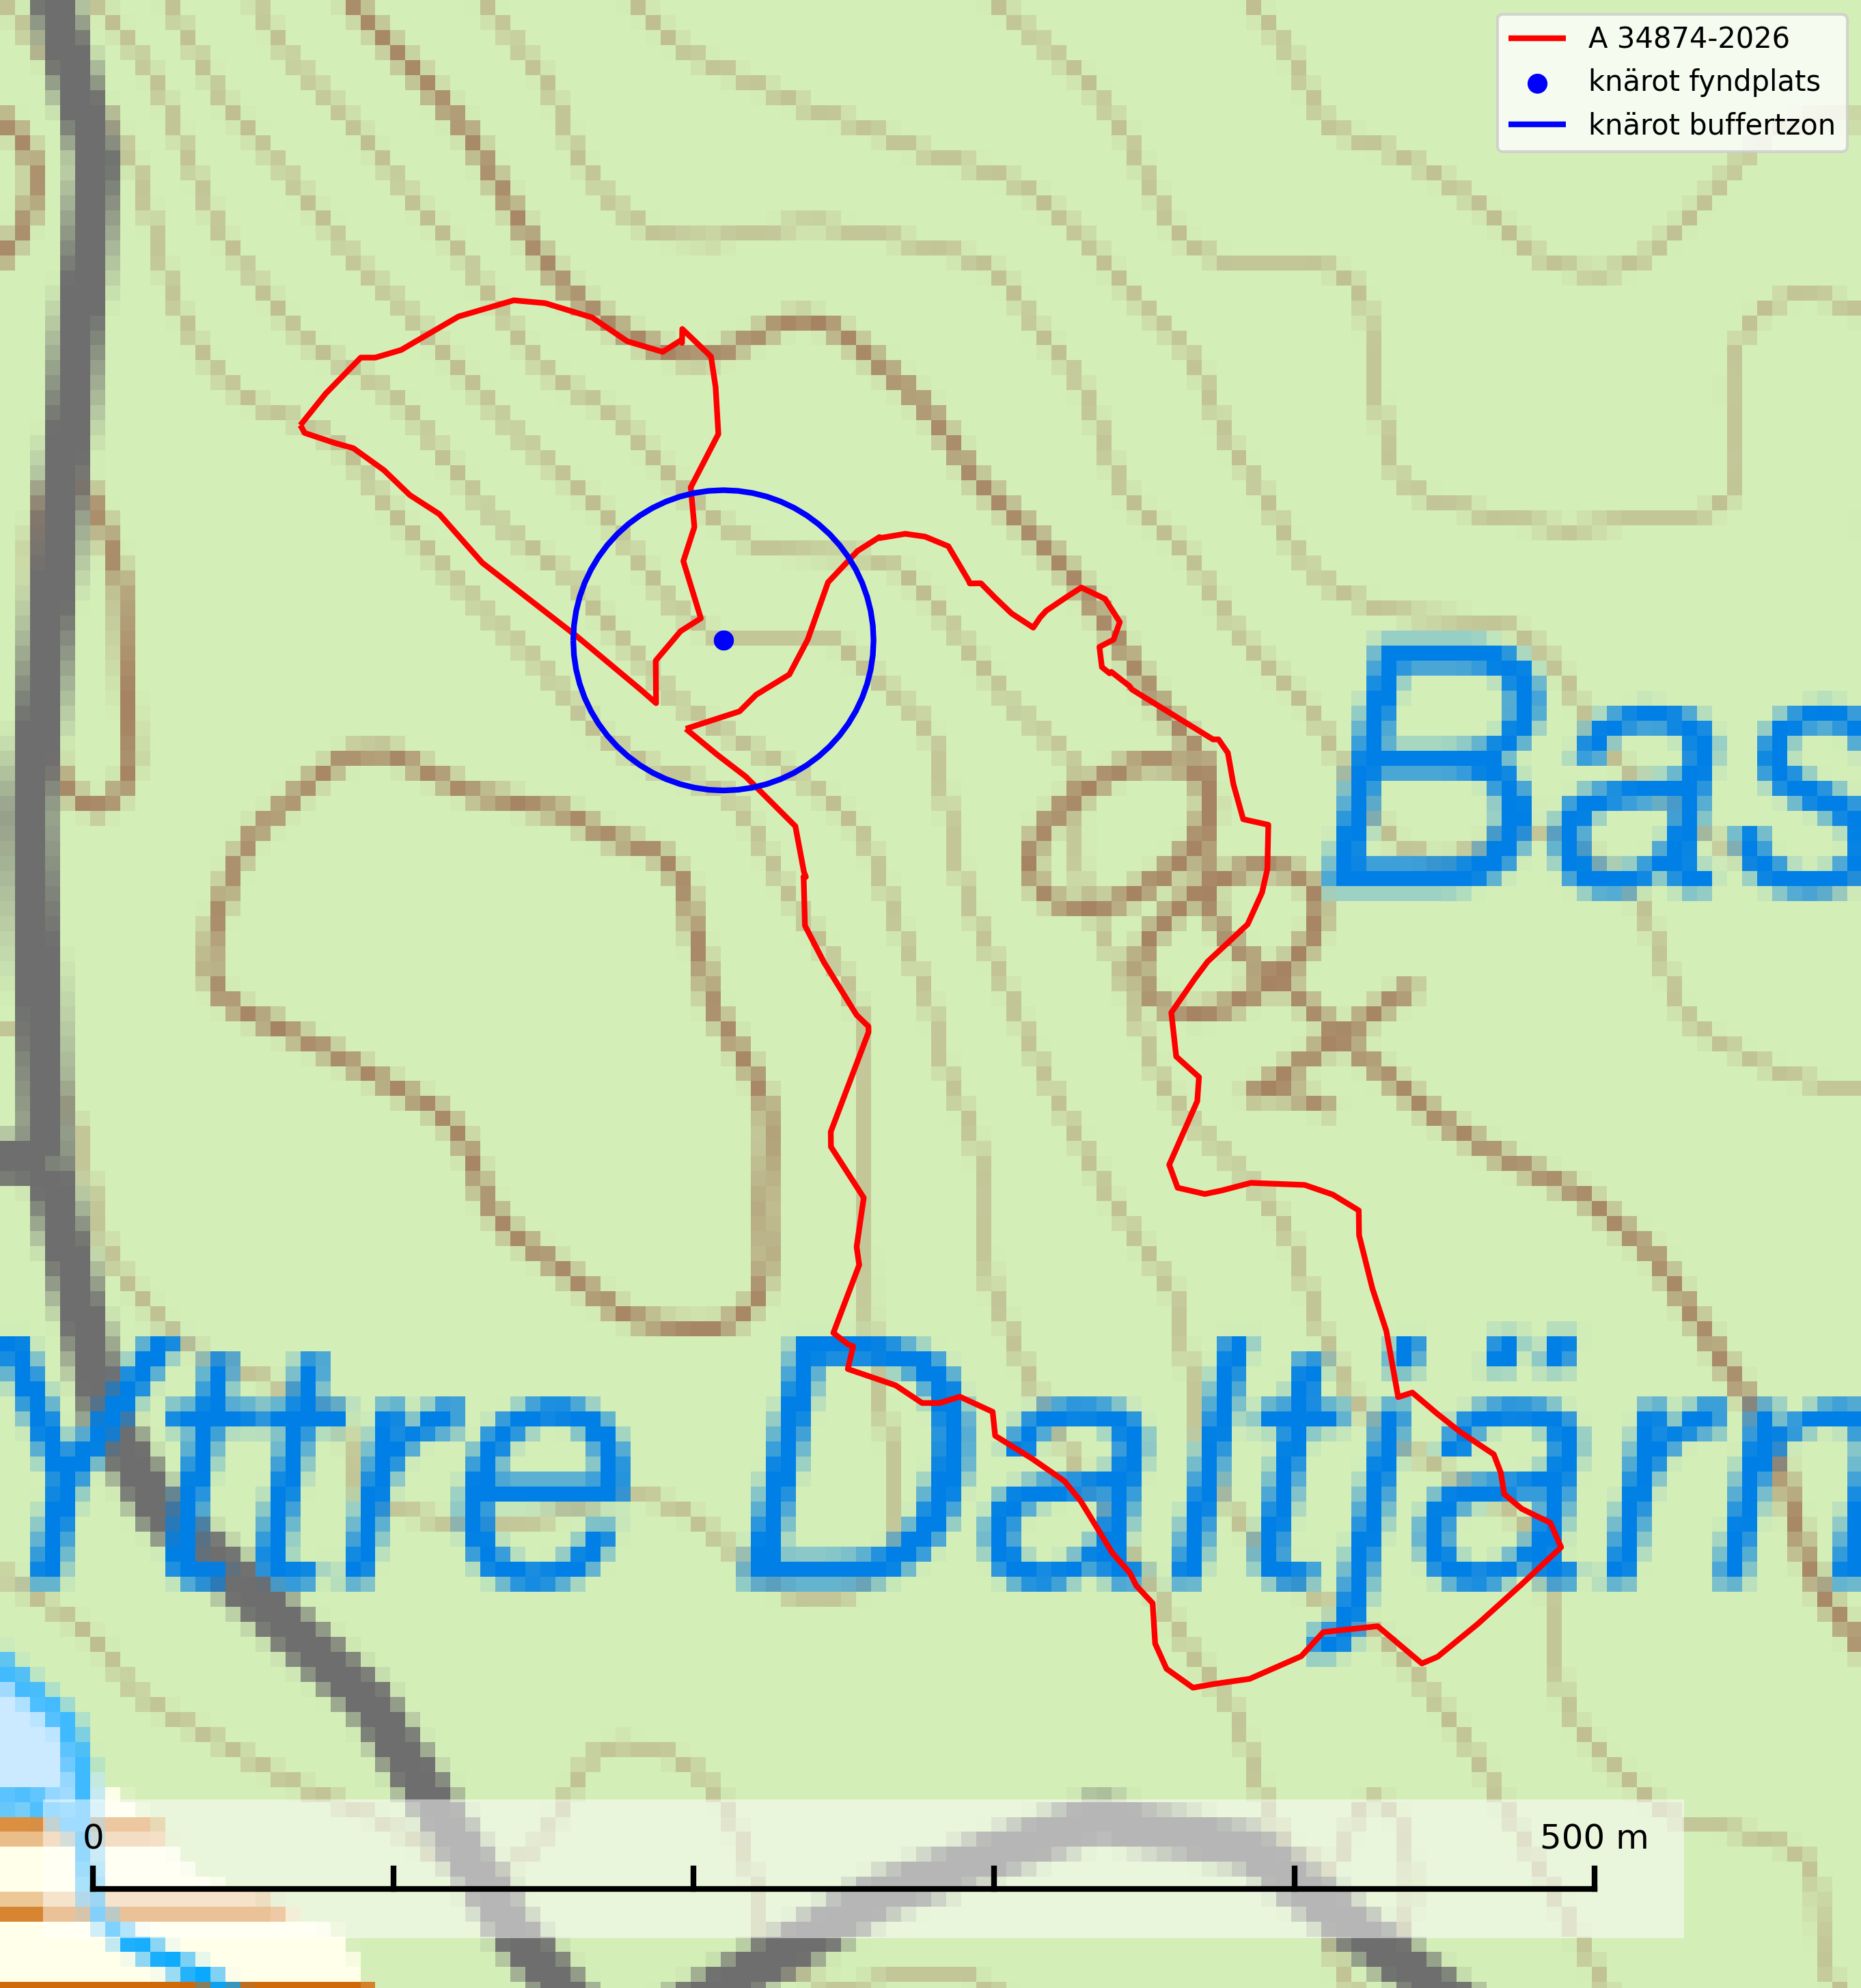 A 34874-2026
knärot fyndplats
knärot buffertzon
Bas
Yttre Daltjärn
0
500 m